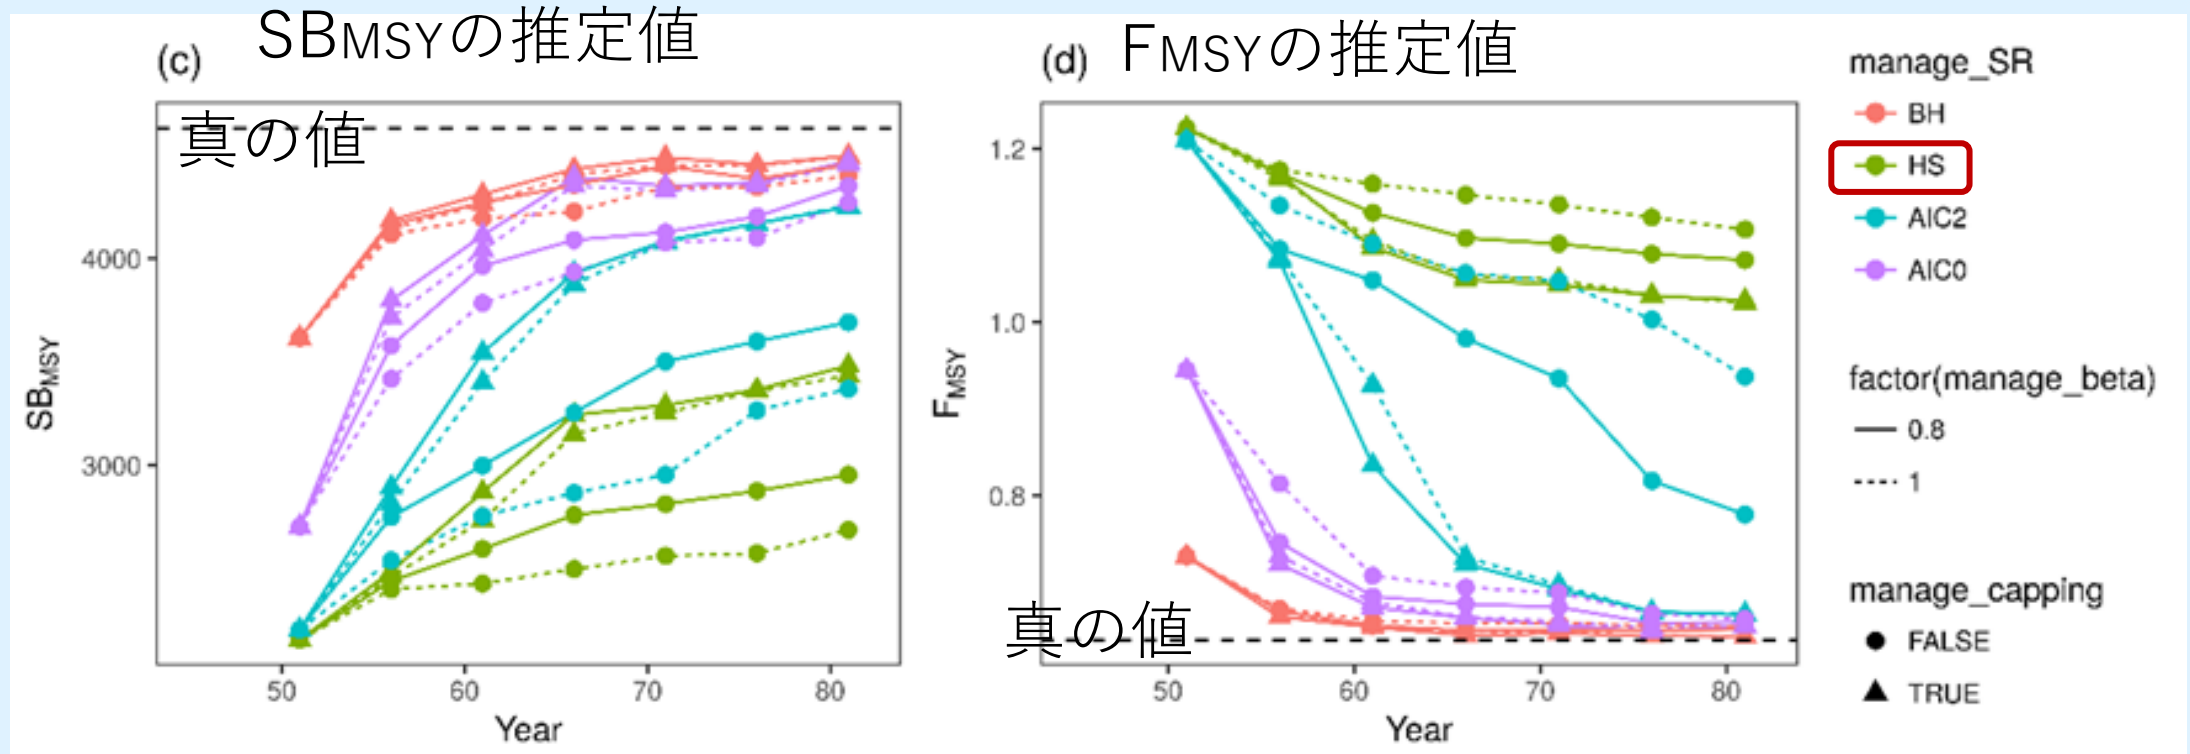 (c) SBMSYの推定値
真の値
4000
3000
SBMSY
50 60 70 80
Year
(d) FMSYの推定値
1.2
1.0
0.8
真の値
FMSY
50 60 70 80
Year
manage_SR
BH
HS
AIC2
AIC0
factor(manage_beta)
0.8
1
manage_capping
FALSE
TRUE